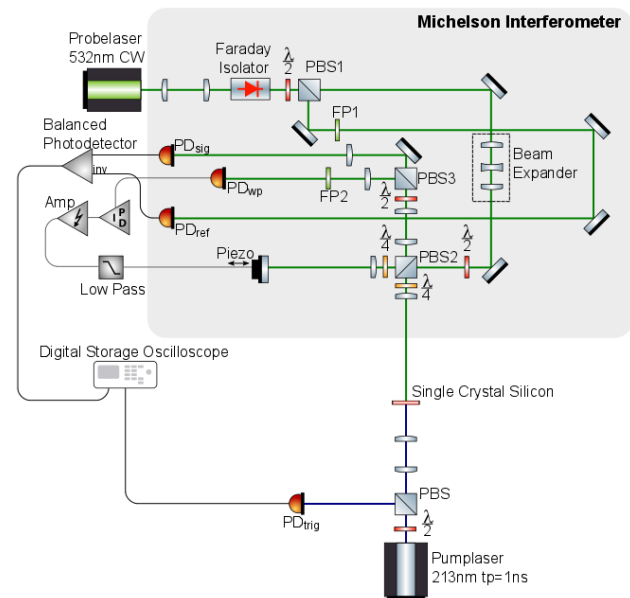 Michelson Interferometer
Probelaser
532nm CW
Faraday
Isolator
λ
2
PBS1
FP1
Balanced
Photodetector
inv
PDsig
PDwp
FP2
PBS3
λ
2
Beam
Expander
Amp
P
I D
PDref
Low Pass
Piezo
λ
4
PBS2
λ
2
λ
4
Digital Storage Oscilloscope
Single Crystal Silicon
PBS
PDtrig
λ
2
Pumplaser
213nm tp=1ns